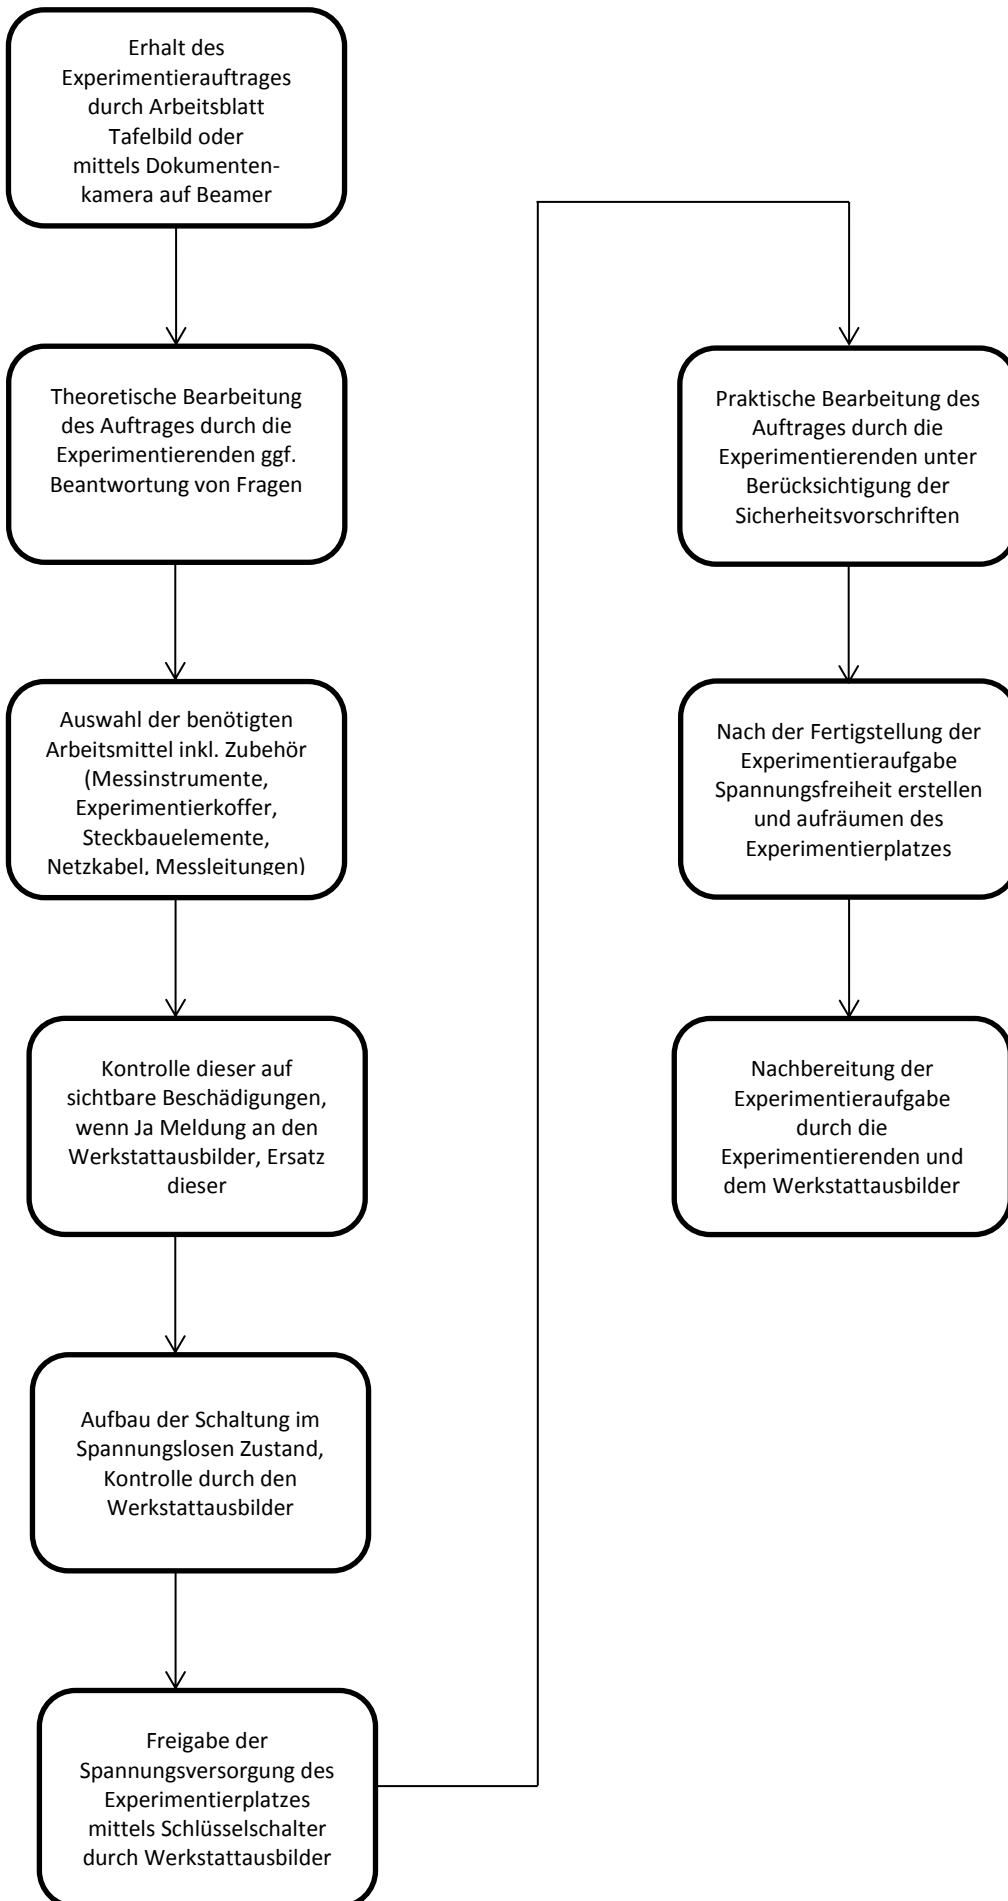 Erhalt des
Experimentierauftrages
durch Arbeitsblatt
Tafelbild oder
mittels Dokumenten-
kamera auf Beamer
Theoretische Bearbeitung
des Auftrages durch die
Experimentierenden ggf.
Beantwortung von Fragen
Auswahl der benötigten
Arbeitsmittel inkl. Zubehör
(Messinstrumente,
Experimentierkoffer,
Steckbauelemente,
Netzkabel, Messleitungen)
Kontrolle dieser auf
sichtbare Beschädigungen,
wenn Ja Meldung an den
Werkstattausbilder, Ersatz
dieser
Aufbau der Schaltung im
Spannungslosen Zustand,
Kontrolle durch den
Werkstattausbilder
Freigabe der
Spannungsversorgung des
Experimentierplatzes
mittels Schlüsselschalter
durch Werkstattausbilder
Praktische Bearbeitung des
Auftrages durch die
Experimentierenden unter
Berücksichtigung der
Sicherheitsvorschriften
Nach der Fertigstellung der
Experimentieraufgabe
Spannungsfreiheit erstellen
und aufräumen des
Experimentierplatzes
Nachbereitung der
Experimentieraufgabe
durch die
Experimentierenden und
dem Werkstattausbilder